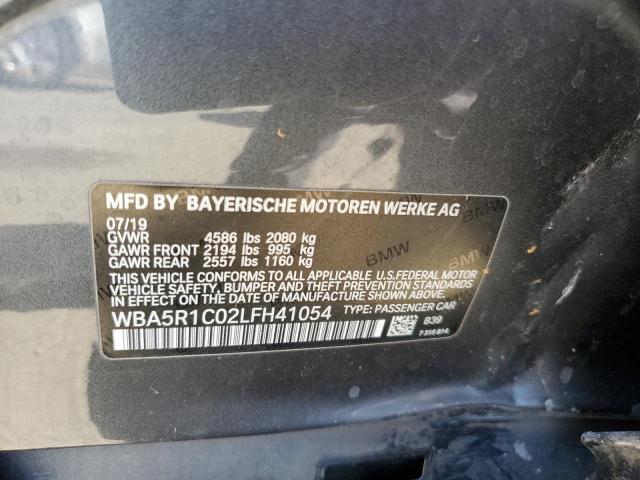 MFD BY BAYERISCHE MOTOREN WERKE AG
07/19
GVWR 4586 lbs 2080 kg
GAWR FRONT 2194 lbs 995 kg
GAWR REAR 2557 lbs 1160 kg
THIS VEHICLE CONFORMS TO ALL APPLICABLE U.S.FEDERAL MOTOR
VEHICLE SAFETY, BUMPER AND THEFT PREVENTION STANDARDS
IN EFFECT ON THE DATE OF MANUFACTURE SHOWN ABOVE.
WBA5R1C02LFH41054 TYPE: PASSENGER CAR
B39
BMW
BMW